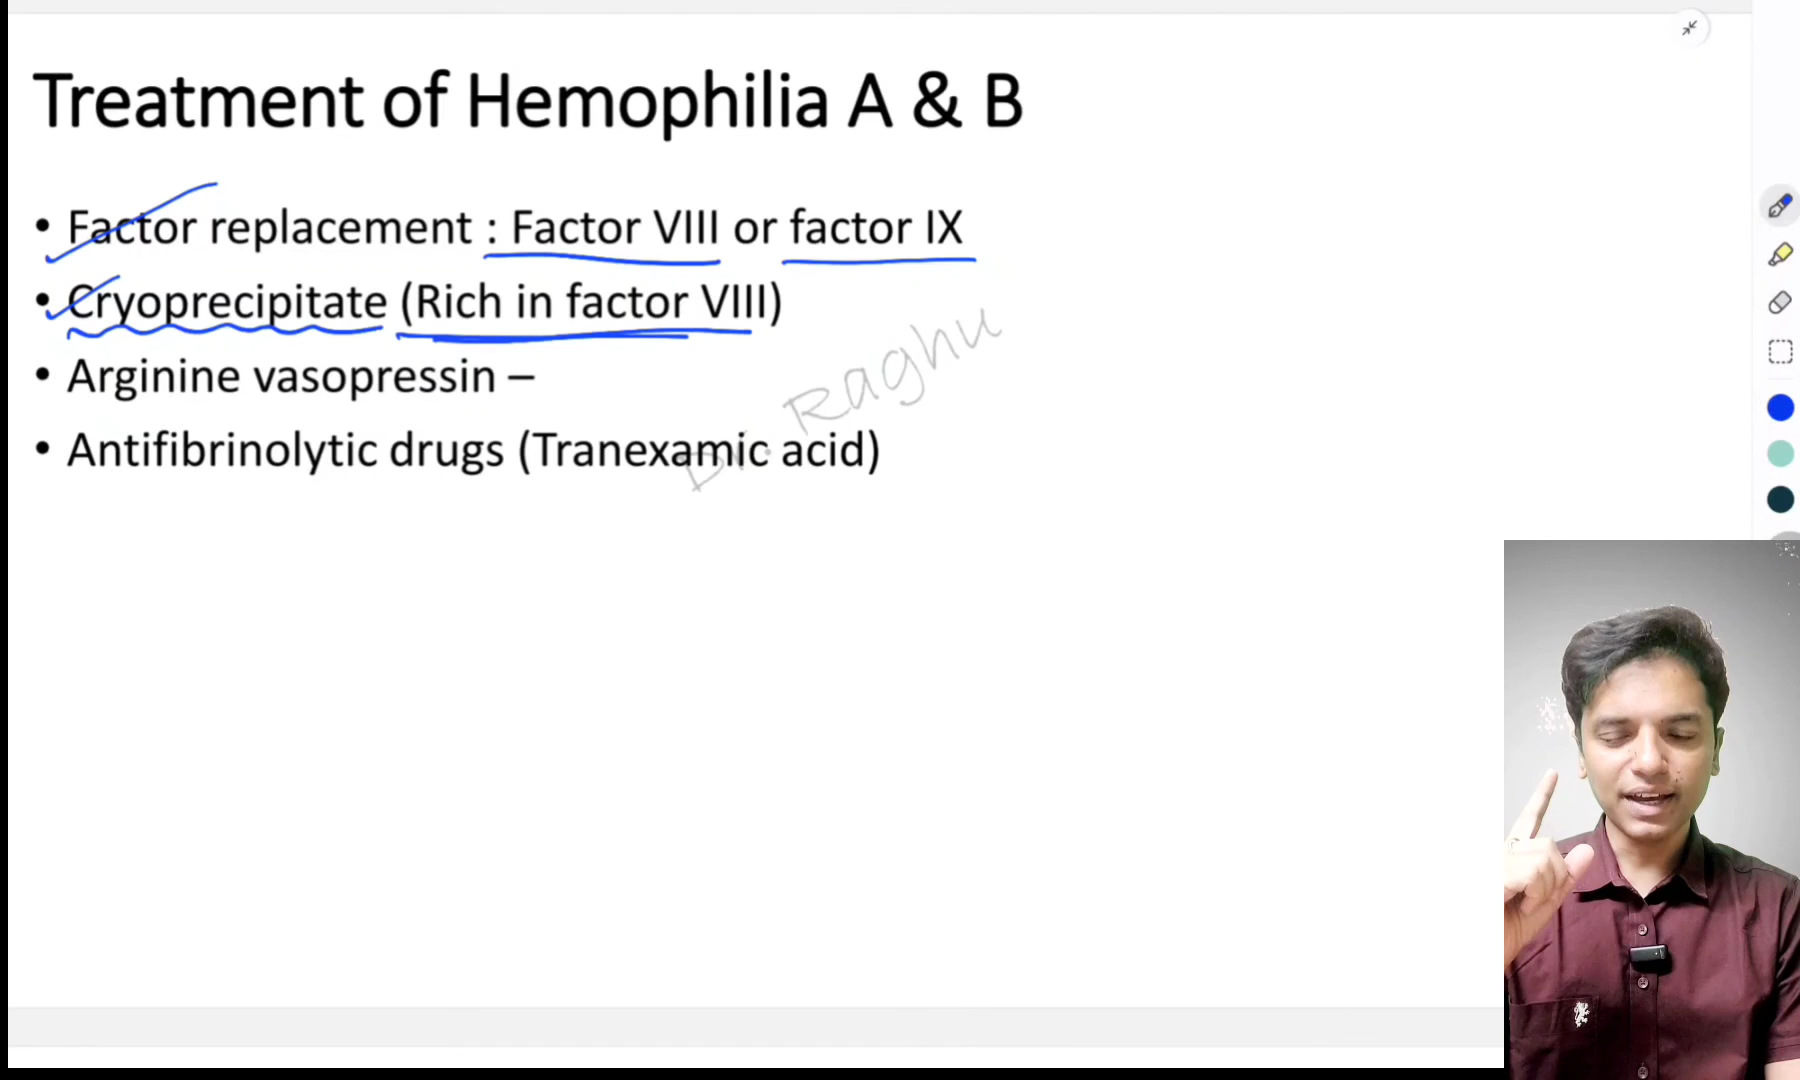 Treatment of Hemophilia A & B
• Factor replacement : Factor VIII or factor IX
• Cryoprecipitate (Rich in factor VIII)
• Arginine vasopressin –
• Antifibrinolytic drugs (Tranexamic acid)
Dr. Raghu